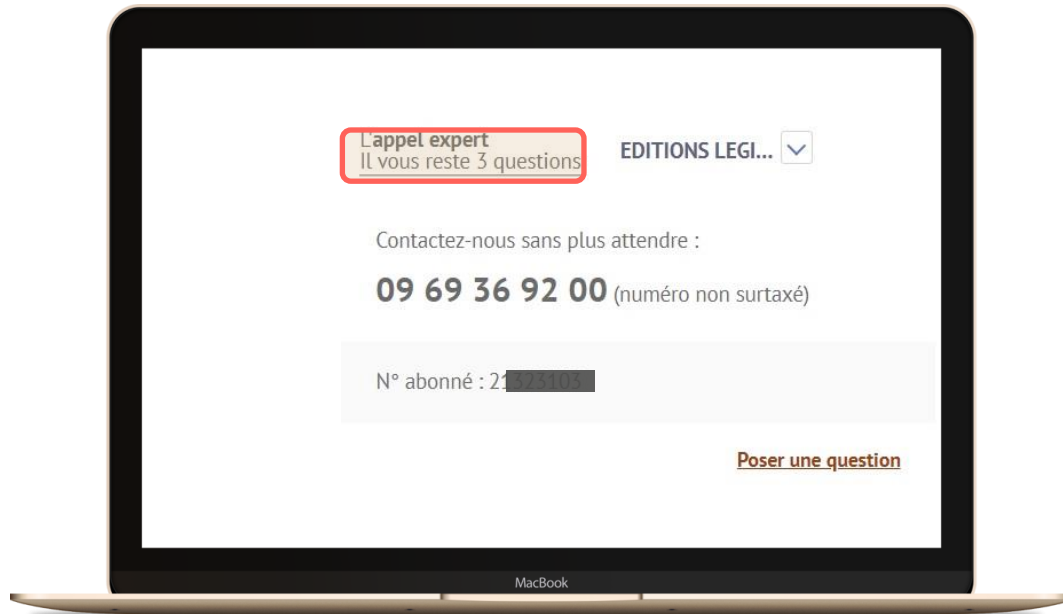 L'appel expert
Il vous reste 3 questions
EDITIONS LEGI...
Contactez-nous sans plus attendre :
09 69 36 92 00 (numéro non surtaxé)
N° abonné : 21
Poser une question
MacBook